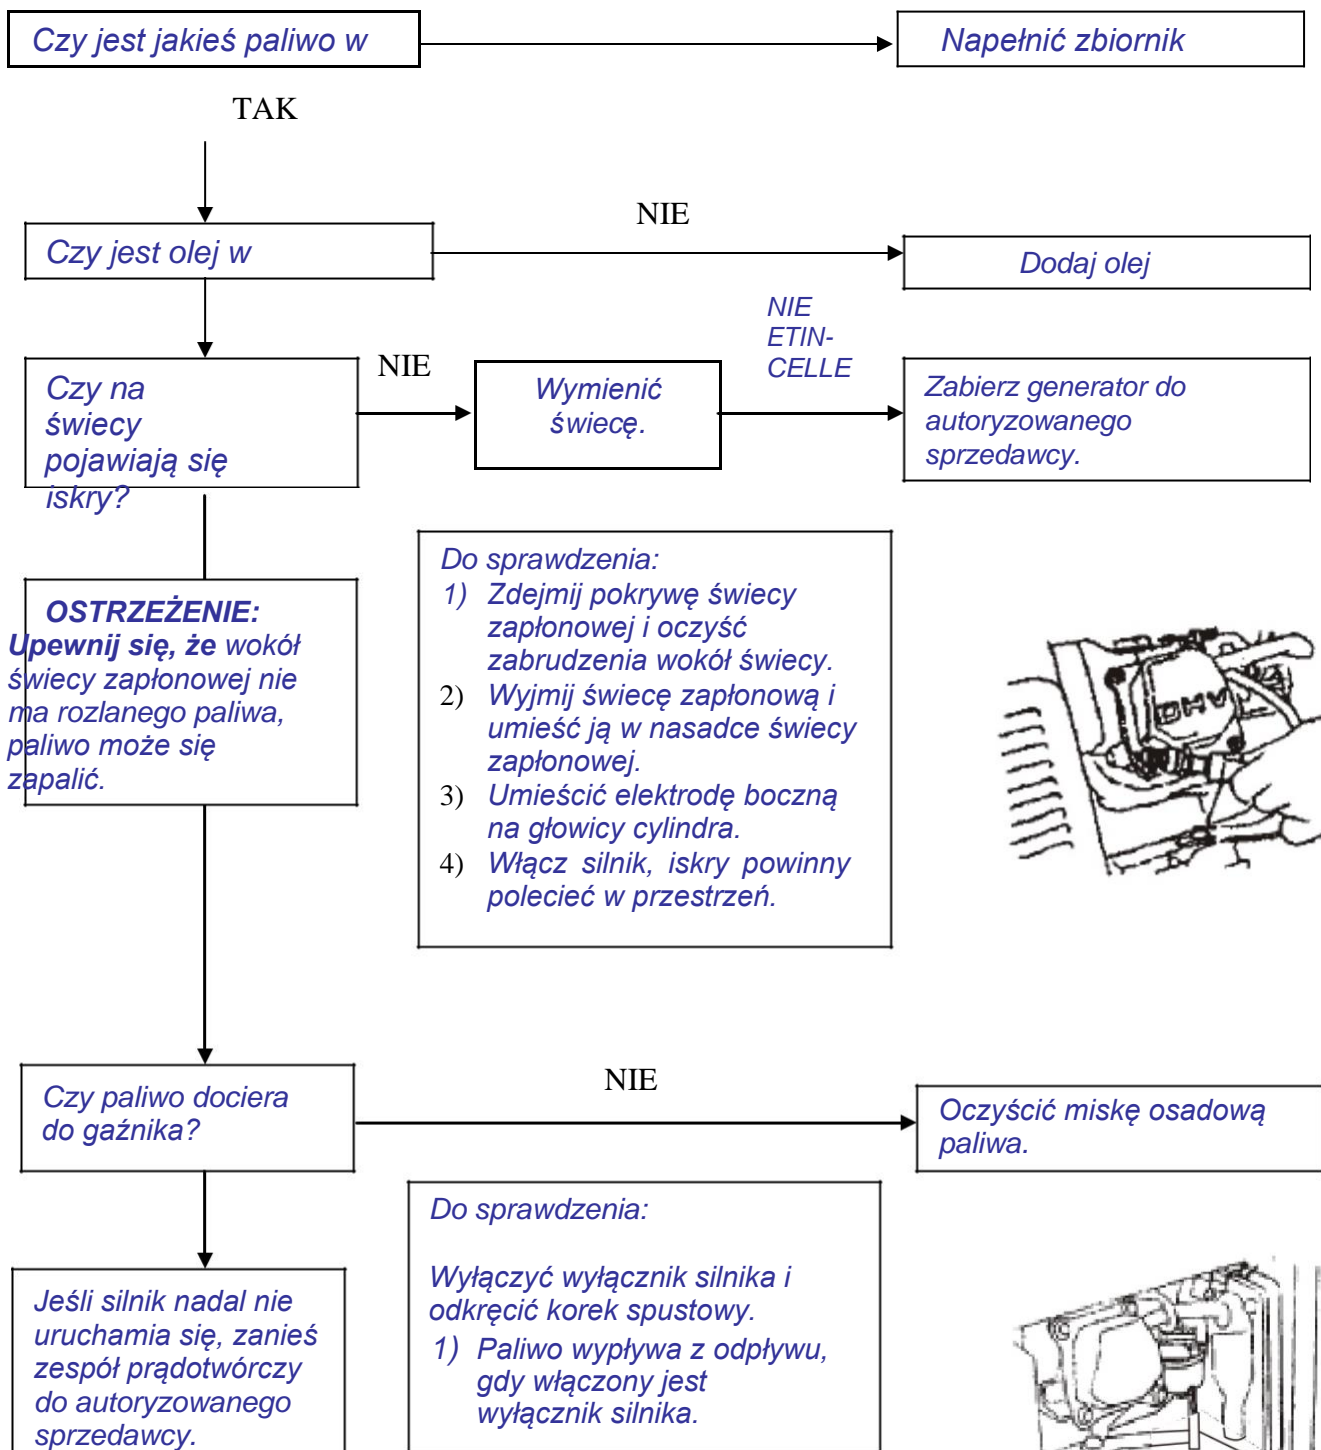 Czy jest jakieś paliwo w
Napełnić zbiornik
TAK
NIE
Czy jest olej w
Dodaj olej
NIE
ETIN-
CELLE
NIE
Czy na
świecy
pojawiają się
iskry?
Wymienić
świecę.
Zabierz generator do
autoryzowanego
sprzedawcy.
OSTRZEŻENIE:
Upewnij się, że wokół
świecy zapłonowej nie
ma rozlanego paliwa,
paliwo może się
zapalić.
Do sprawdzenia:
1) Zdejmij pokrywę świecy
zapłonowej i oczyść
zabrudzenia wokół świecy.
2) Wyjmij świecę zapłonową i
umieść ją w nasadce świecy
zapłonowej.
3) Umieścić elektrodę boczną
na głowicy cylindra.
4) Włącz silnik, iskry powinny
polecieć w przestrzeń.
OHV
NIE
Czy paliwo dociera
do gaźnika?
Oczyścić miskę osadową
paliwa.
Do sprawdzenia:
Wyłączyć wyłącznik silnika i
odkręcić korek spustowy.
1) Paliwo wypływa z odpływu,
gdy włączony jest
wyłącznik silnika.
Jeśli silnik nadal nie
uruchamia się, zanieś
zespół prądotwórczy
do autoryzowanego
sprzedawcy.